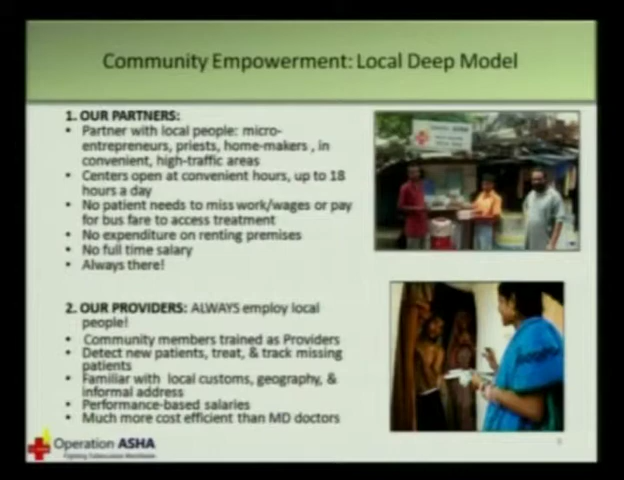 Community Empowerment: Local Deep Model
1. OUR PARTNERS:
• Partner with local people: micro-
entrepreneurs, priests, home-makers , in
convenient, high-traffic areas
• Centers open at convenient hours, up to 18
hours a day
• No patient needs to miss work/wages or pay
for bus fare to access treatment
• No expenditure on renting premises
• No full time salary
• Always there!
2. OUR PROVIDERS: ALWAYS employ local
people!
• Community members trained as Providers
• Detect new patients, treat, & track missing
patients
• Familiar with local customs, geography, &
informal address
• Performance-based salaries
• Much more cost efficient than MD doctors
Operation ASHA
Fighting Tuberculosis Worldwide